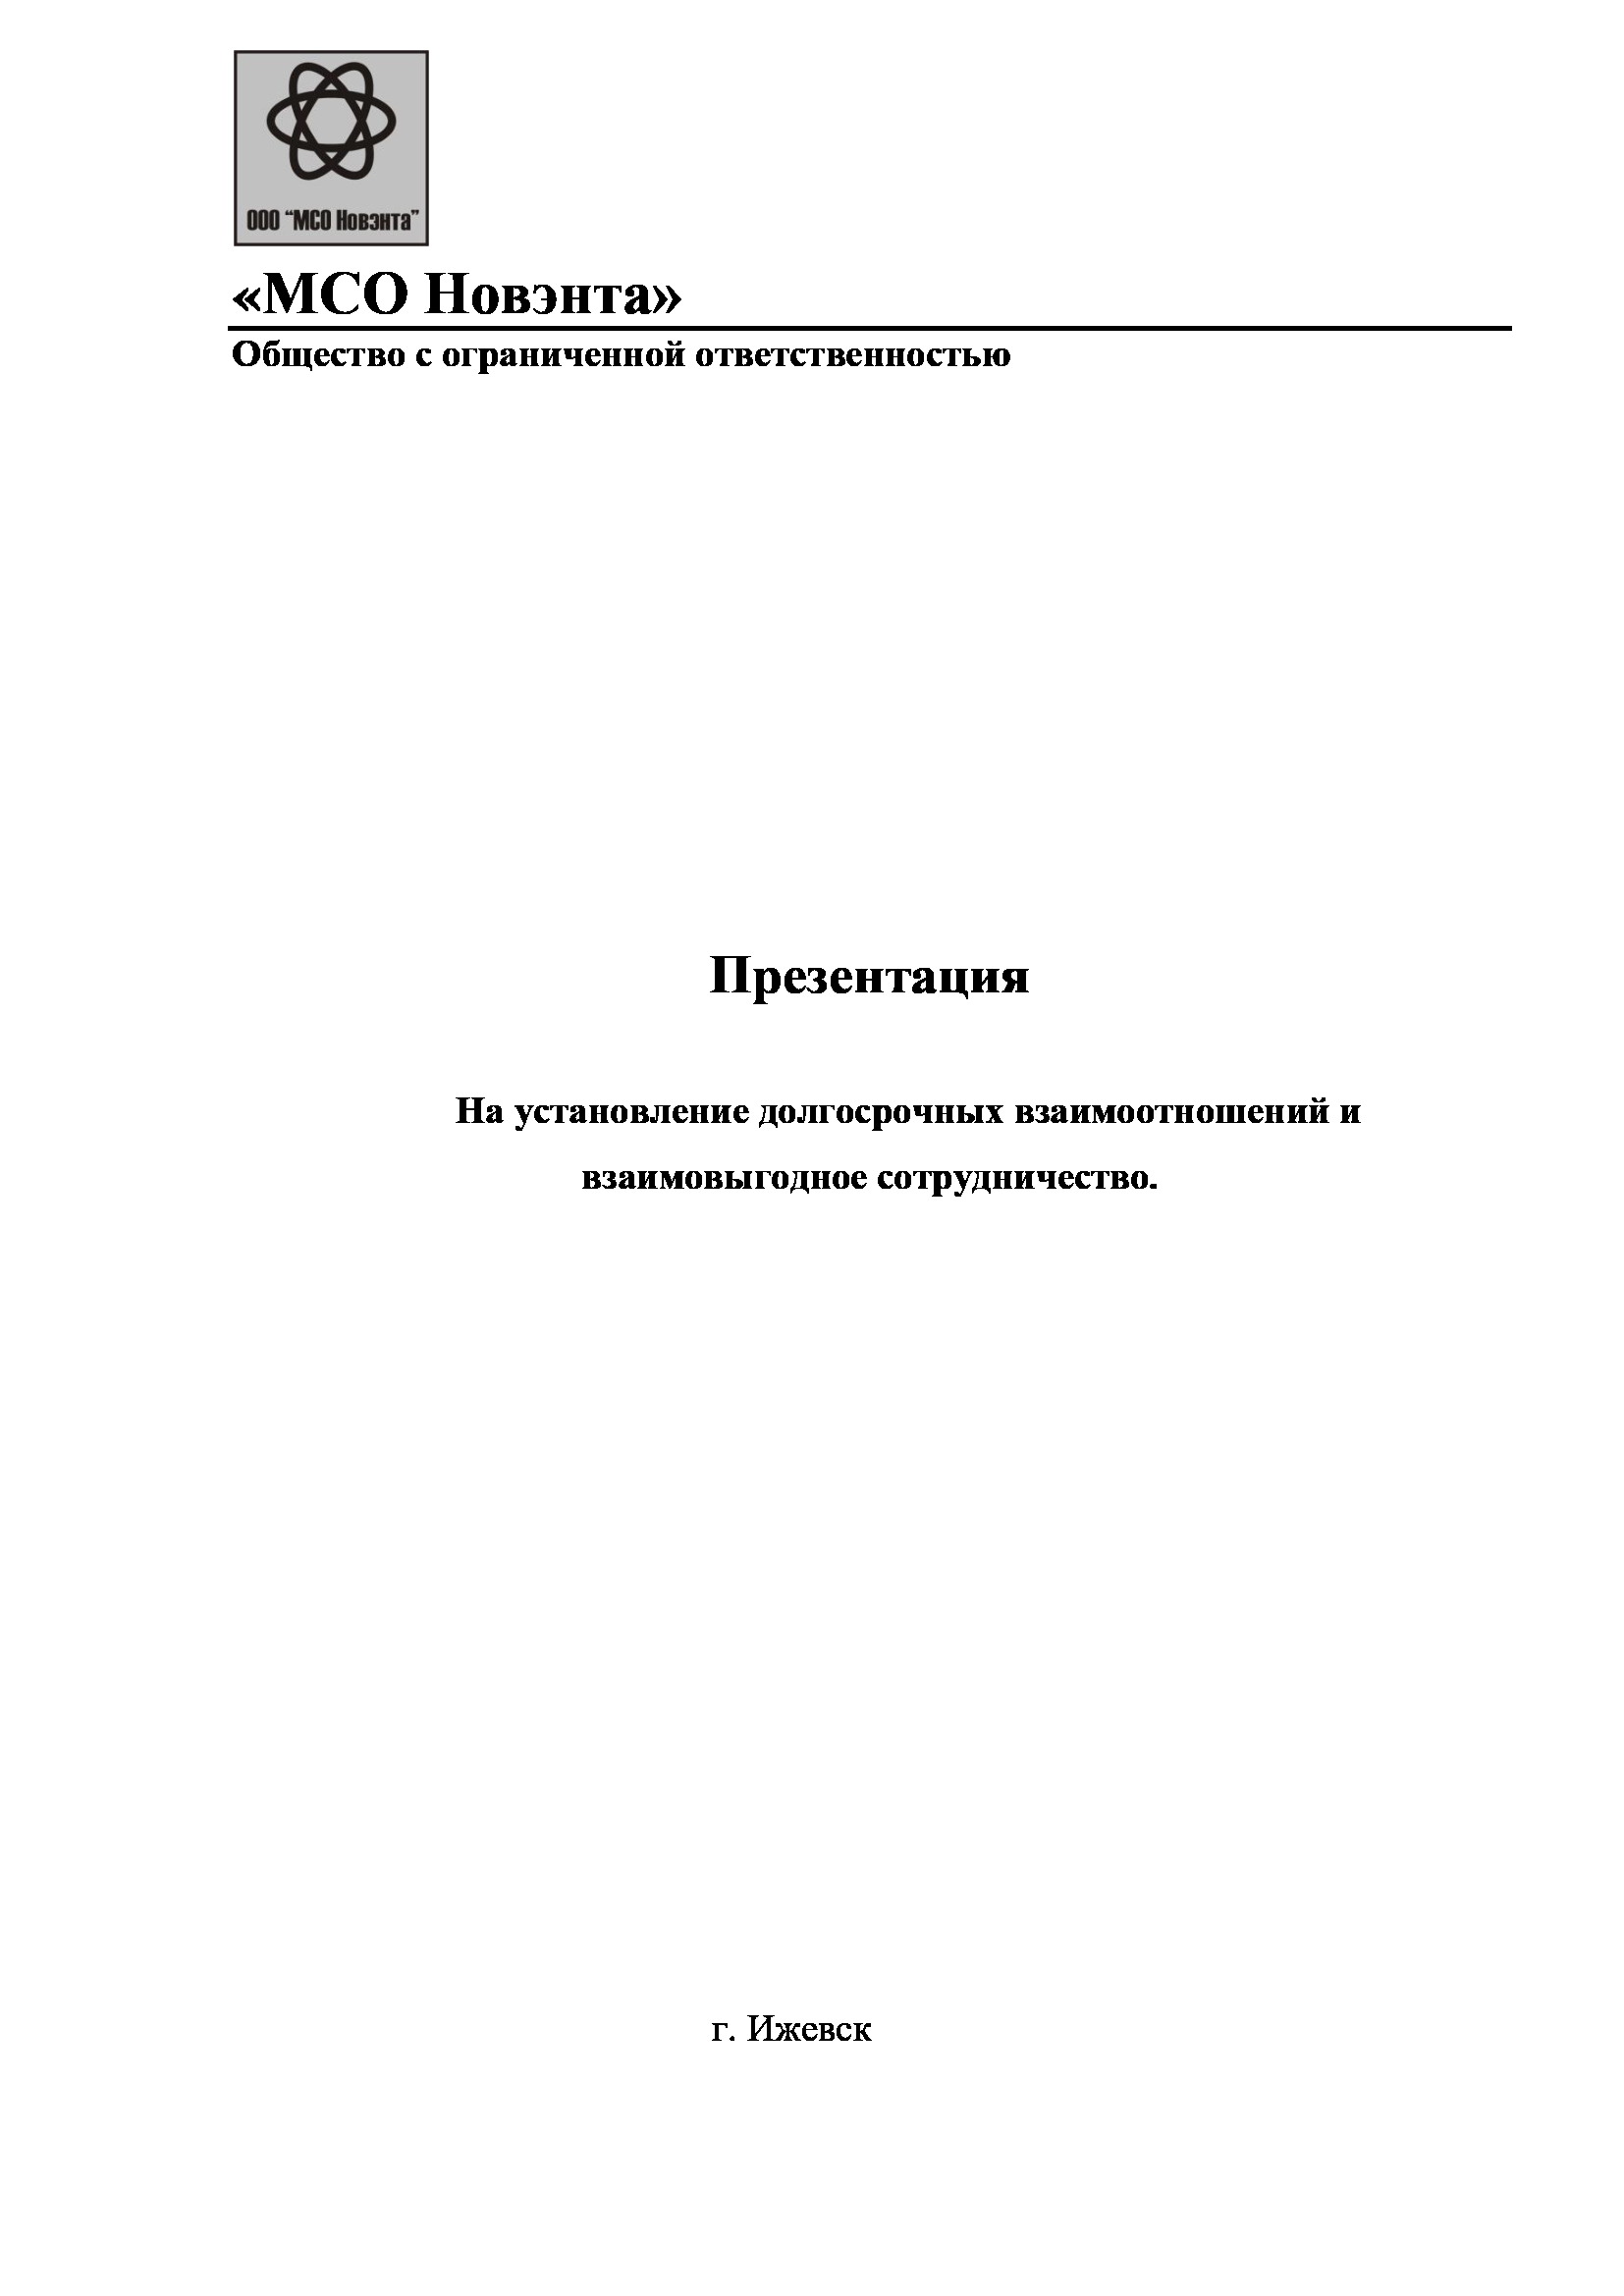 ООО “МСО Новэнта”
«МСО Новэнта»
Общество с ограниченной ответственностью
Презентация
На установление долгосрочных взаимоотношений и
взаимовыгодное сотрудничество.
г. Ижевск